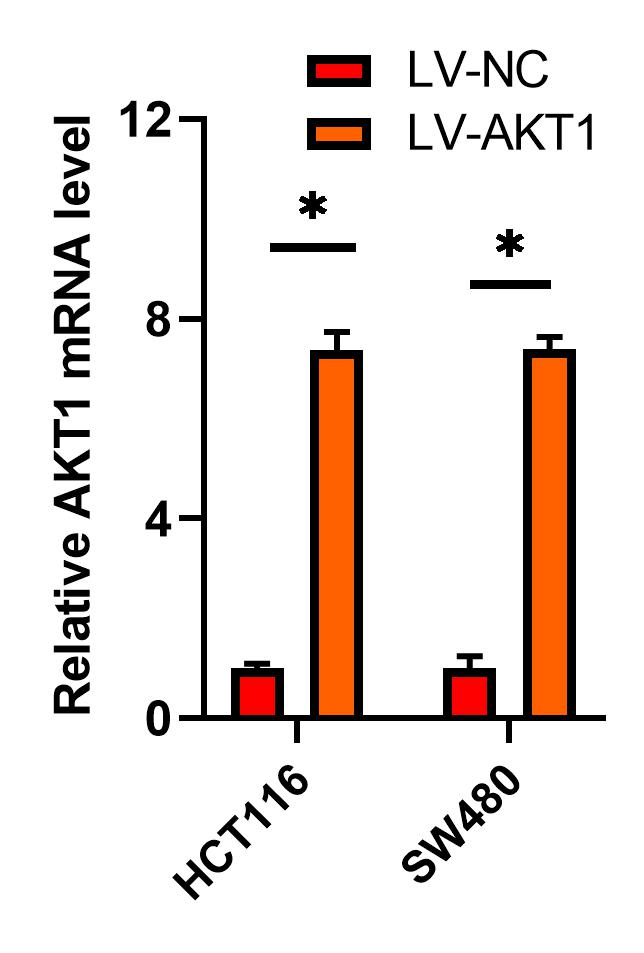 LV-NC
LV-AKT1
Relative AKT1 mRNA level
12
8
4
0
*
*
HCT116
SW480